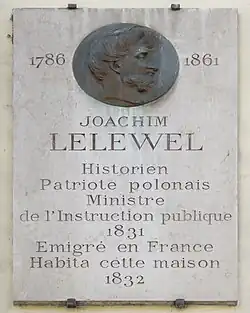 1786 1861
JOACHIM
LELEWEL
Historien
Patriote polonais
Ministre
de l'Instruction publique
1831
Emigré en France
Habita cette maison
1832